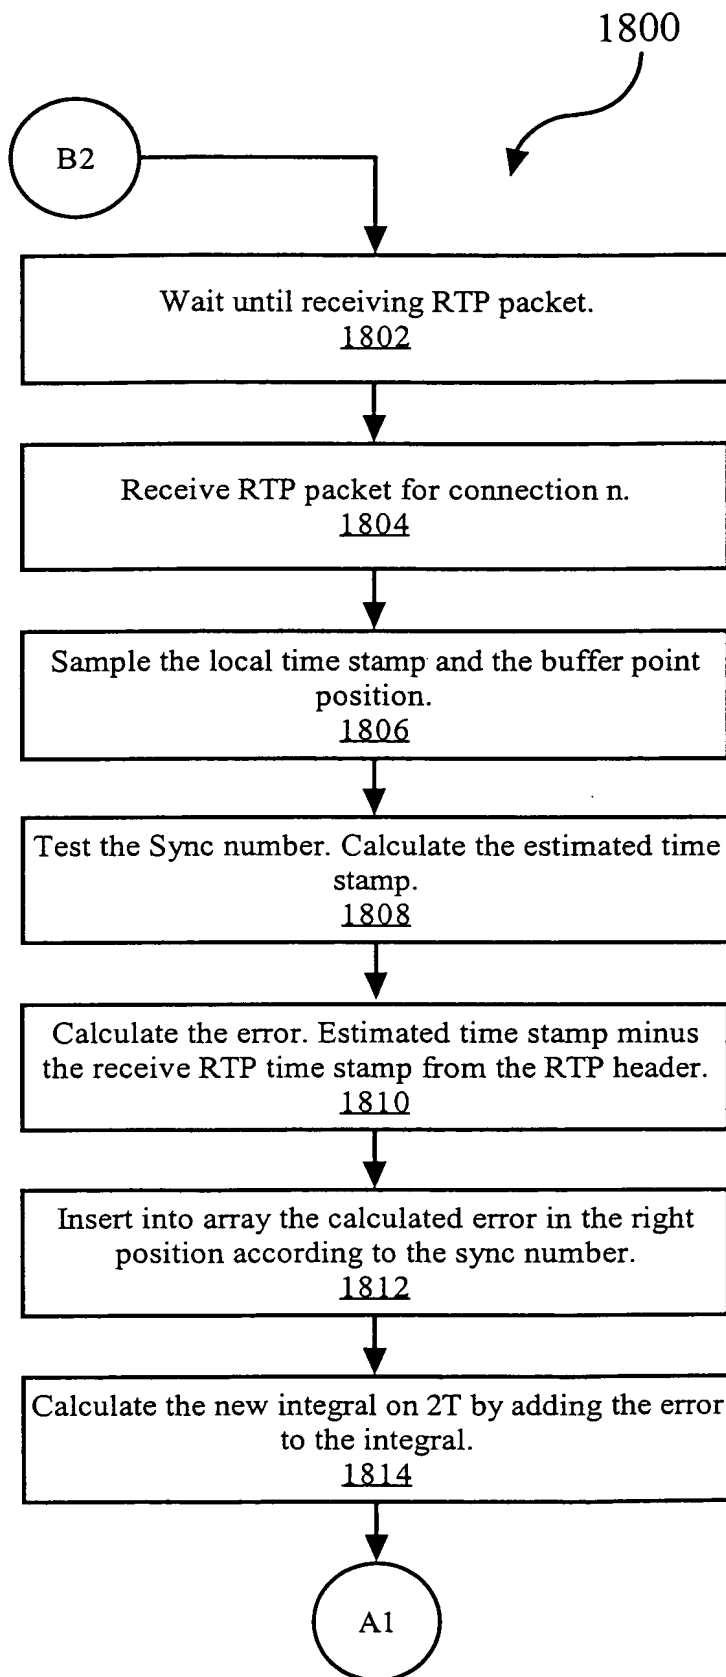 1800
B2
Wait until receiving RTP packet.
1802
Receive RTP packet for connection n.
1804
Sample the local time stamp and the buffer point
position.
1806
Test the Sync number. Calculate the estimated time
stamp.
1808
Calculate the error. Estimated time stamp minus
the receive RTP time stamp from the RTP header.
1810
Insert into array the calculated error in the right
position according to the sync number.
1812
Calculate the new integral on 2T by adding the error
to the integral.
1814
A1